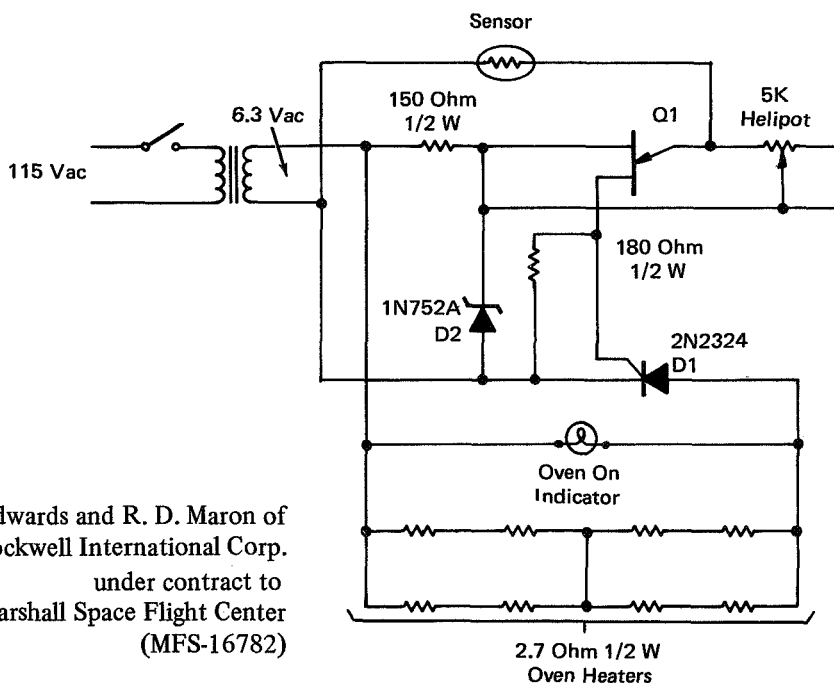 Sensor
150 Ohm
1/2 W
Q1
5K
Helipot
6.3 Vac
115 Vac
180 Ohm
1/2 W
1N752A
D2
2N2324
D1
Oven On
Indicator
dwards and R. D. Maron of
ockwell International Corp.
under contract to
arshall Space Flight Center
(MFS-16782)
2.7 Ohm 1/2 W
Oven Heaters